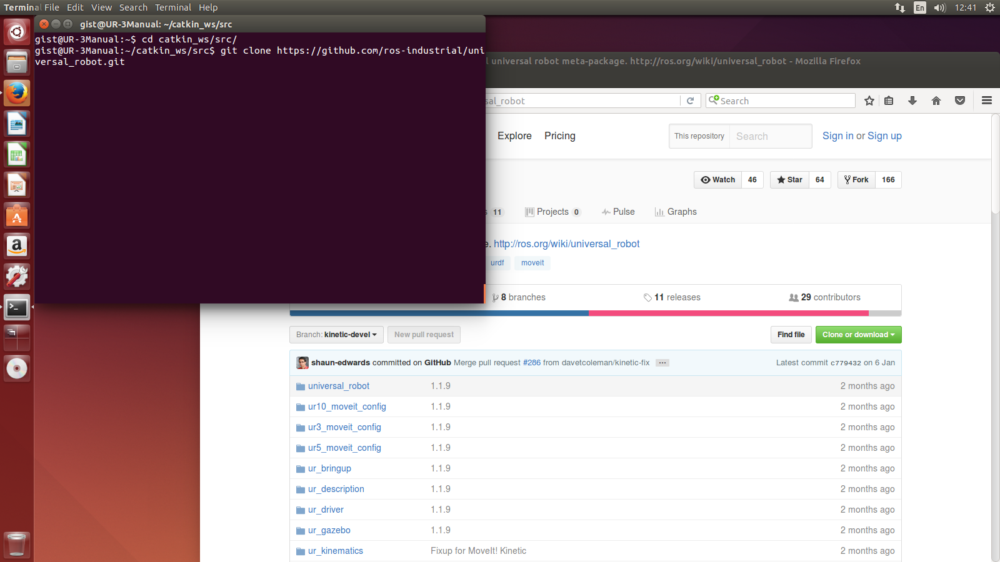 Terminal File Edit View Search Terminal Help
En 12:41
gist@UR-3Manual: ~/catkin_ws/src
gist@UR-3Manual:~$ cd catkin_ws/src/
gist@UR-3Manual:~/catkin_ws/src$ git clone https://github.com/ros-industrial/uni
versal_robot.git
universal robot meta-package. http://ros.org/wiki/universal_robot - Mozilla Firefox
sal_robot
Search
Explore Pricing
This repository Search
Sign in or Sign up
Watch 46 Star 64 Fork 166
s 11 Projects 0 Pulse Graphs
e. http://ros.org/wiki/universal_robot
urdf moveit
8 branches 11 releases 29 contributors
Branch: kinetic-devel New pull request Find file Clone or download
shaun-edwards committed on GitHub Merge pull request #286 from davetcoleman/kinetic-fix ... Latest commit c779432 on 6 Jan
universal_robot 1.1.9 2 months ago
ur10_moveit_config 1.1.9 2 months ago
ur3_moveit_config 1.1.9 2 months ago
ur5_moveit_config 1.1.9 2 months ago
ur_bringup 1.1.9 2 months ago
ur_description 1.1.9 2 months ago
ur_driver 1.1.9 2 months ago
ur_gazebo 1.1.9 2 months ago
ur_kinematics Fixup for MoveIt! Kinetic 2 months ago